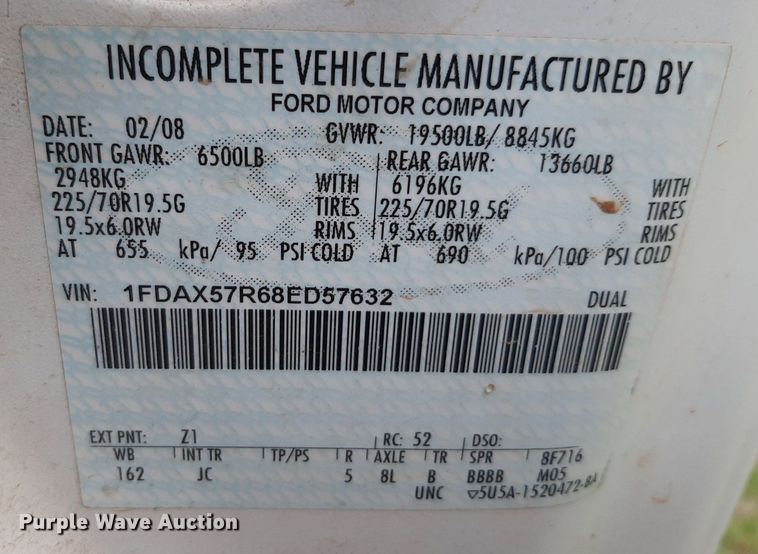 INCOMPLETE VEHICLE MANUFACTURED BY
FORD MOTOR COMPANY
DATE: 02/08 GVWR: 19500LB/ 8845KG
FRONT GAWR: 6500LB REAR GAWR: 13660LB
2948KG WITH 6196KG WITH
225/70R19.5G TIRES 225/70R19.5G TIRES
19.5x6.0RW RIMS 19.5x6.0RW RIMS
AT 655 kPa/ 95 PSI COLD AT 690 kPa/100 PSI COLD
VIN: 1FDAX57R68ED57632 DUAL
EXT PNT: Z1 RC: 52 DSO:
WB INT TR TP/PS R AXLE TR SPR 8F716
162 JC 5 8L B BBBB M05
UNC ▽5U5A-1520472-BA
Purple Wave Auction